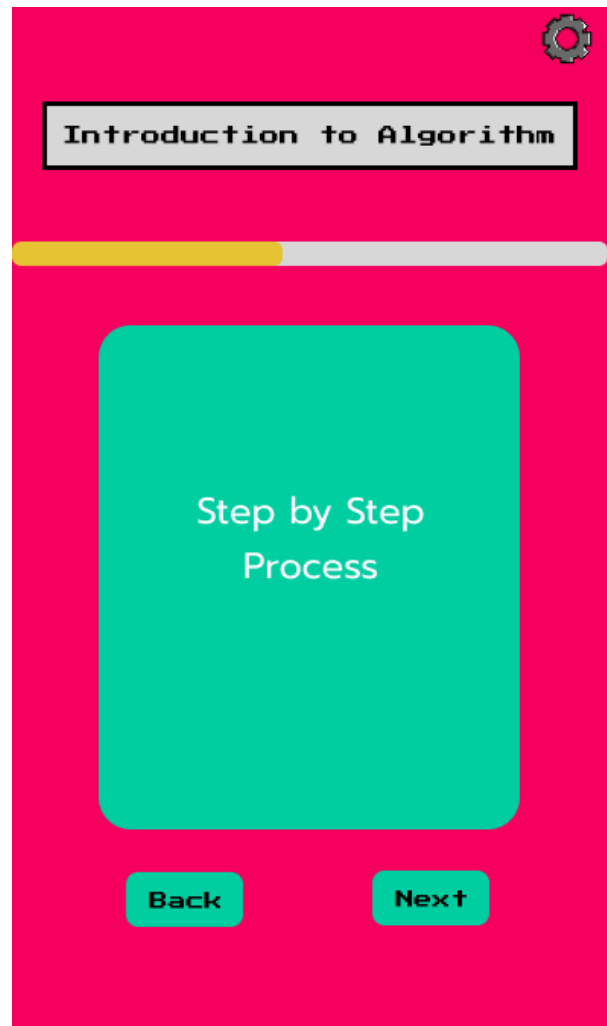 Introduction to Algorithm
Step by Step
Process
Back
Next